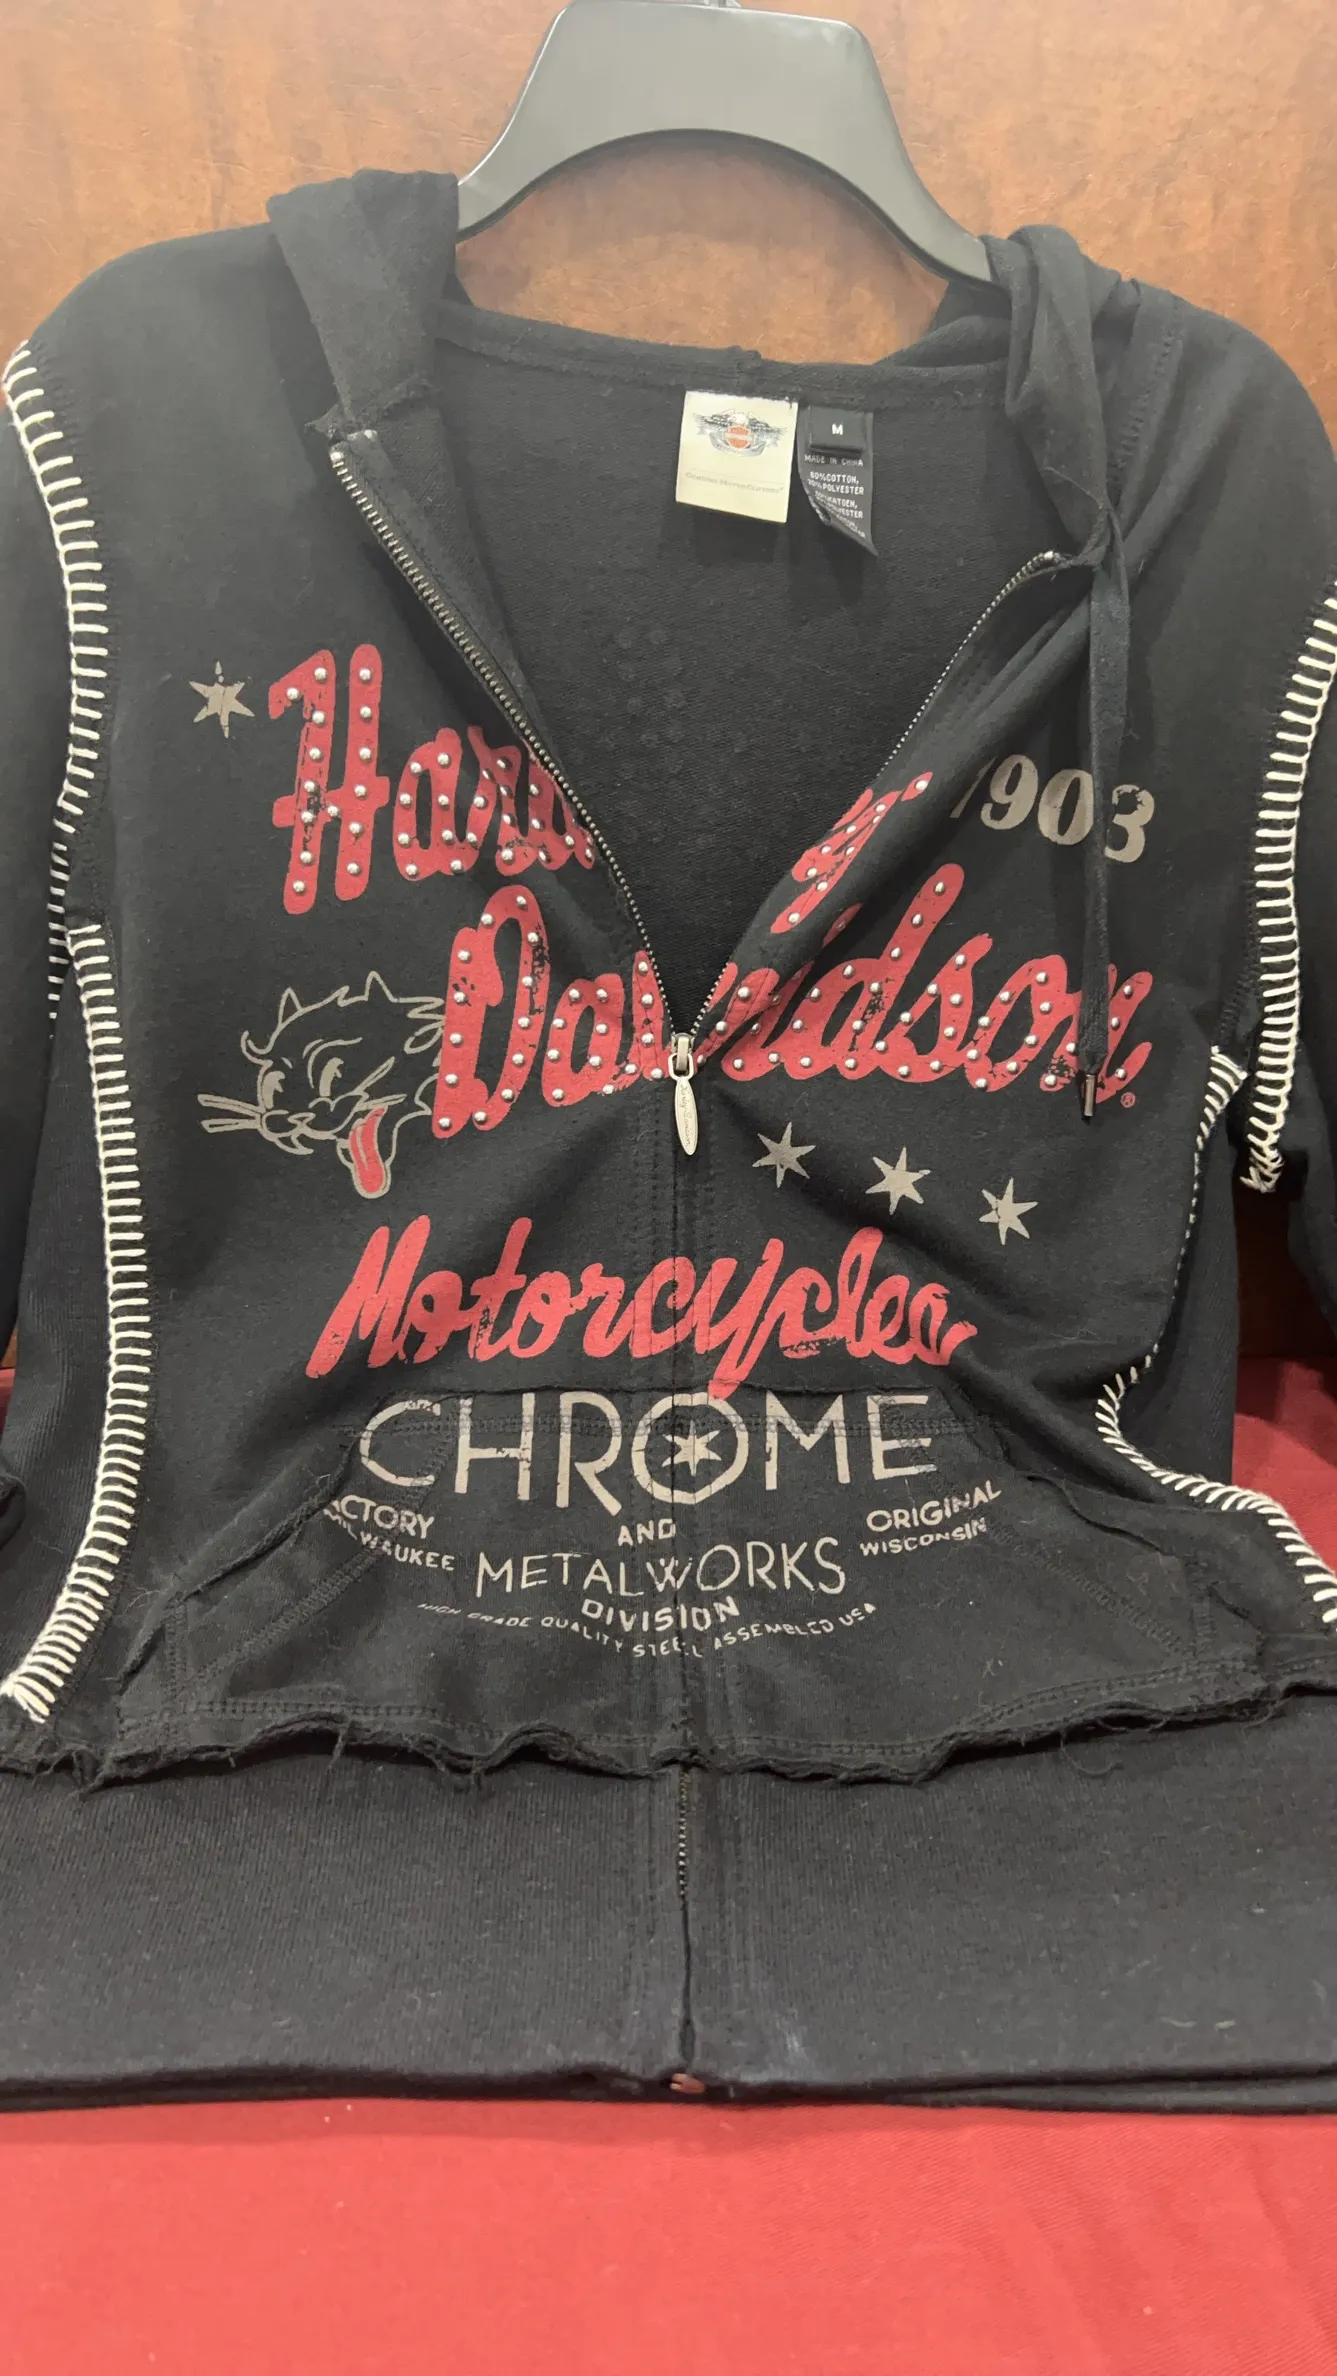 M
MADE IN CHINA
Harley
1903
Davidson®
Motorcycles
CHROME
FACTORY
MILWAUKEE
AND
ORIGINAL
WISCONSIN
METALWORKS
DIVISION
HIGH GRADE QUALITY STEEL ASSEMBLED USA